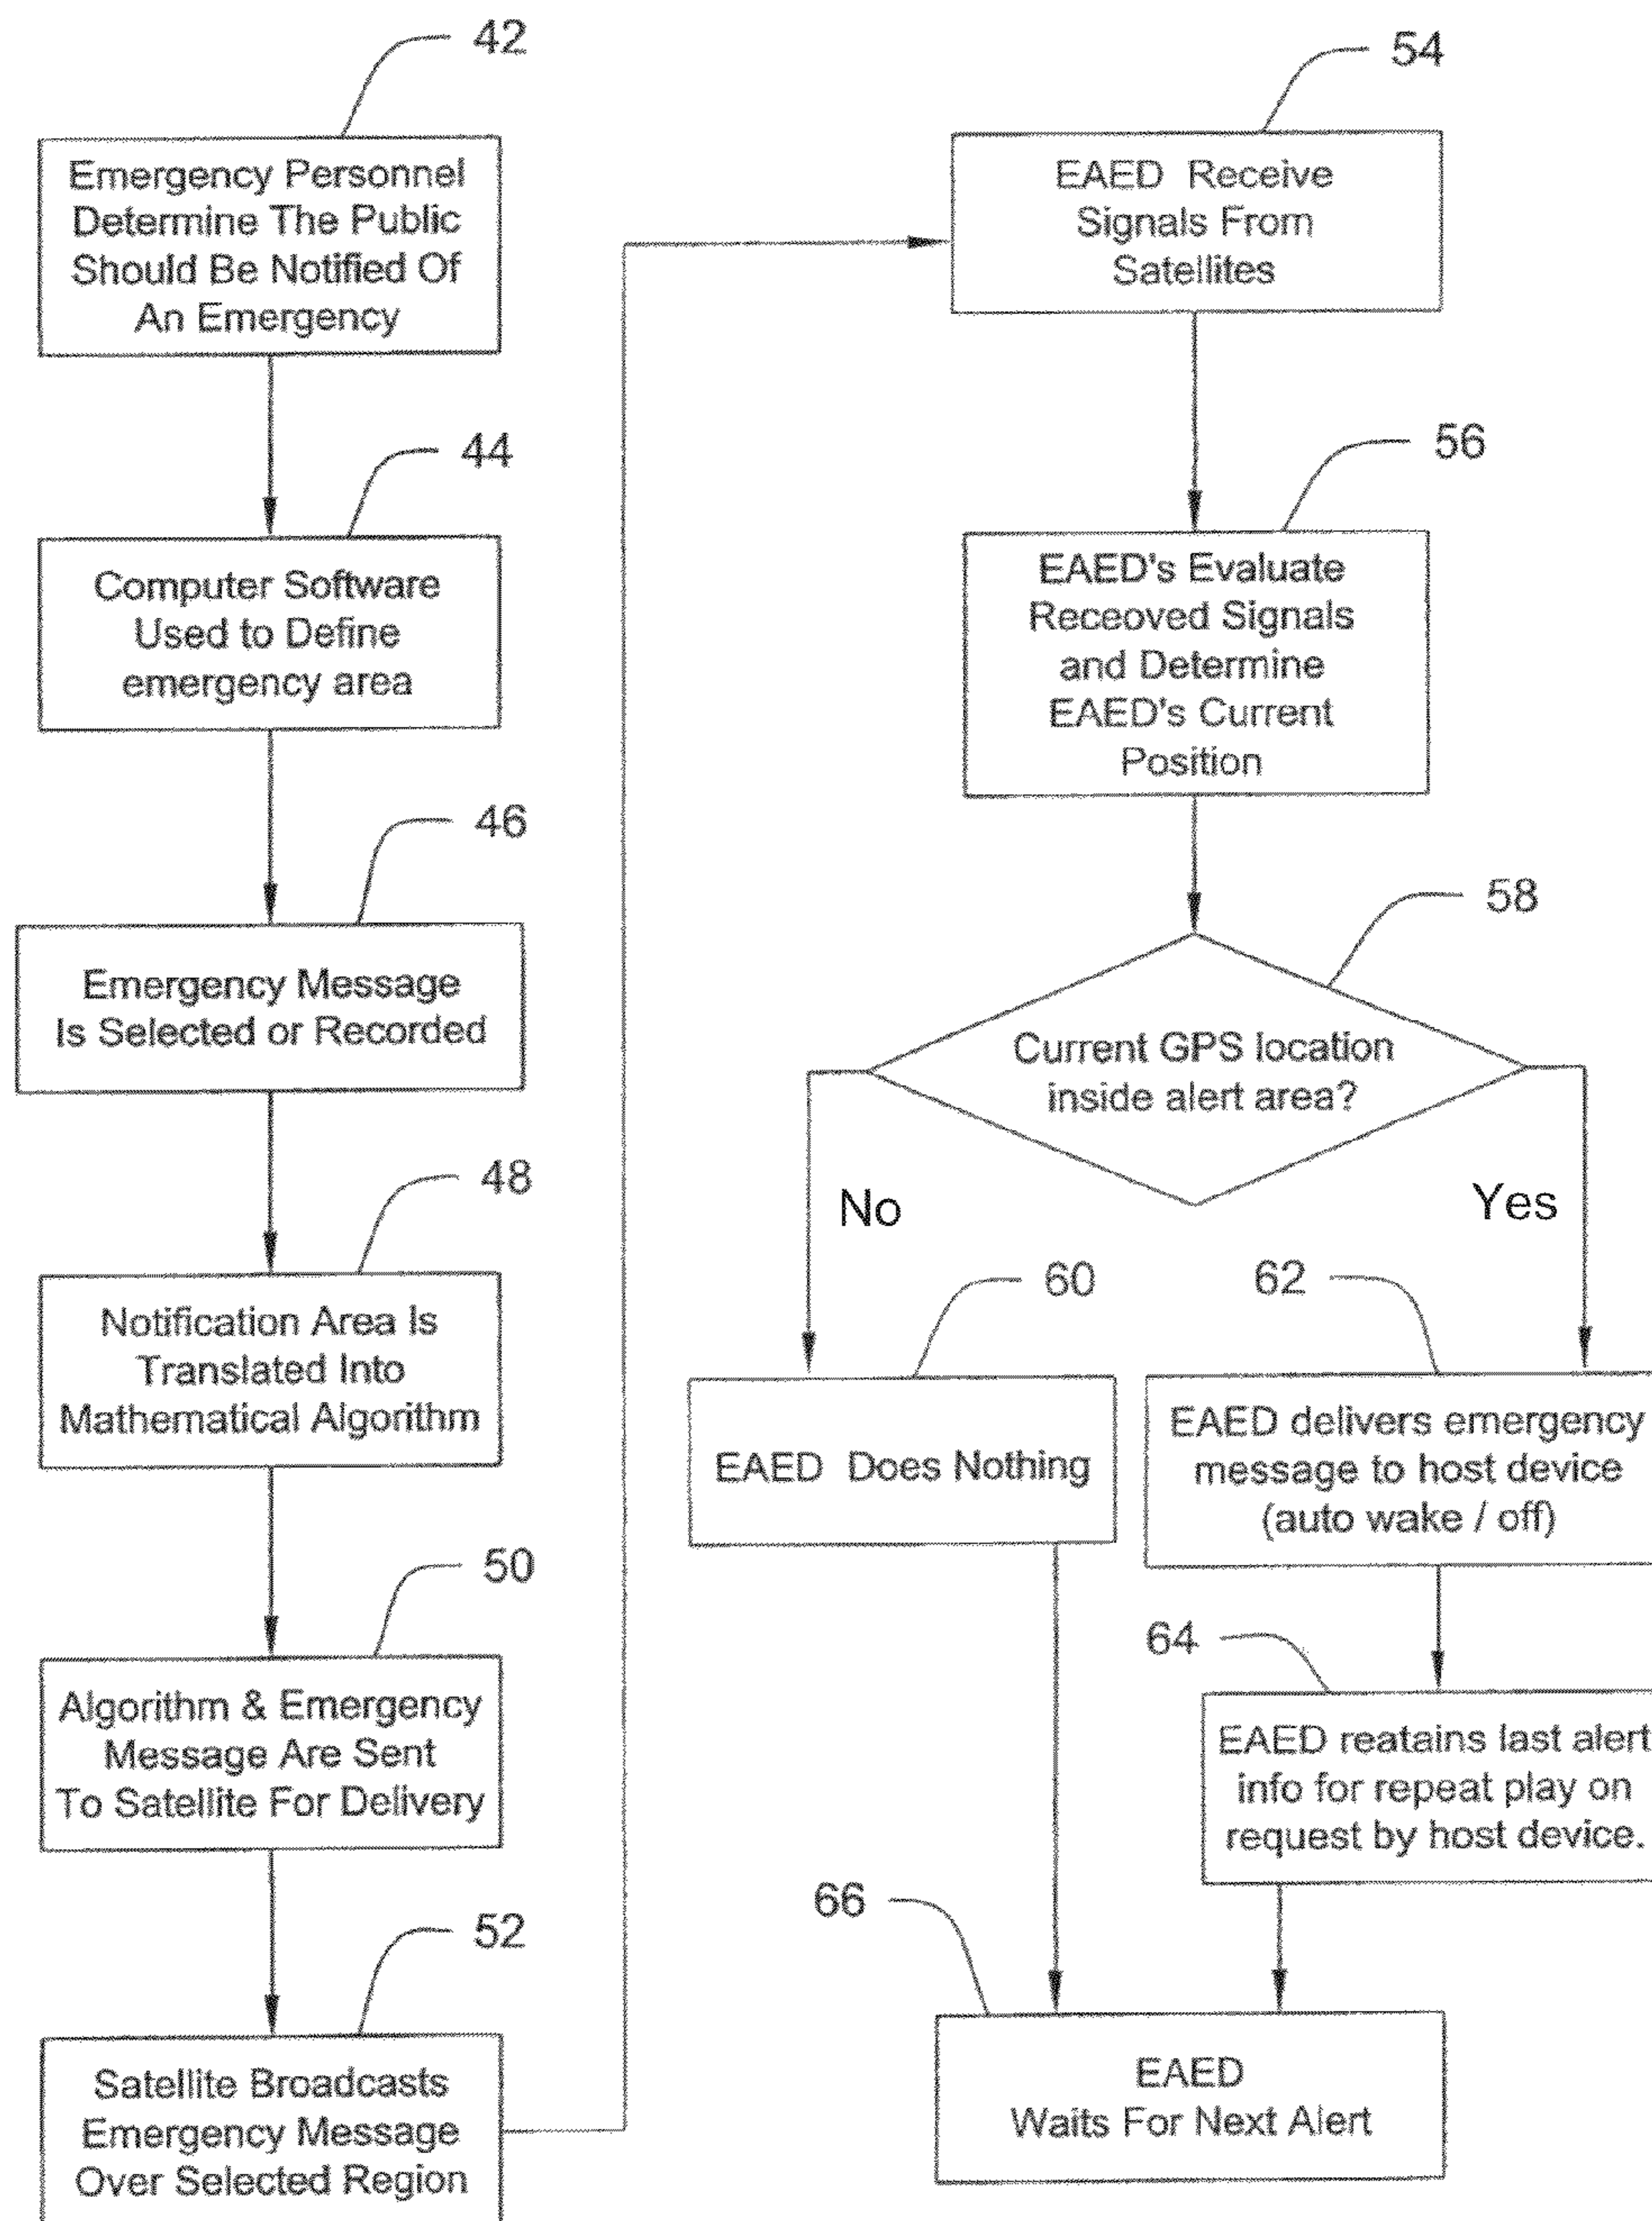 42
Emergency Personnel
Determine The Public
Should Be Notified Of
An Emergency
44
Computer Software
Used to Define
emergency area
46
Emergency Message
Is Selected or Recorded
48
Notification Area Is
Translated Into
Mathematical Algorithm
50
Algorithm & Emergency
Message Are Sent
To Satellite For Delivery
52
Satellite Broadcasts
Emergency Message
Over Selected Region
54
EAED Receive
Signals From
Satellites
56
EAED's Evaluate
Receoved Signals
and Determine
EAED's Current
Position
58
Current GPS location
inside alert area?
No
Yes
60
EAED Does Nothing
62
EAED delivers emergency
message to host device
(auto wake / off)
64
EAED reatains last alert
info for repeat play on
request by host device.
66
EAED
Waits For Next Alert